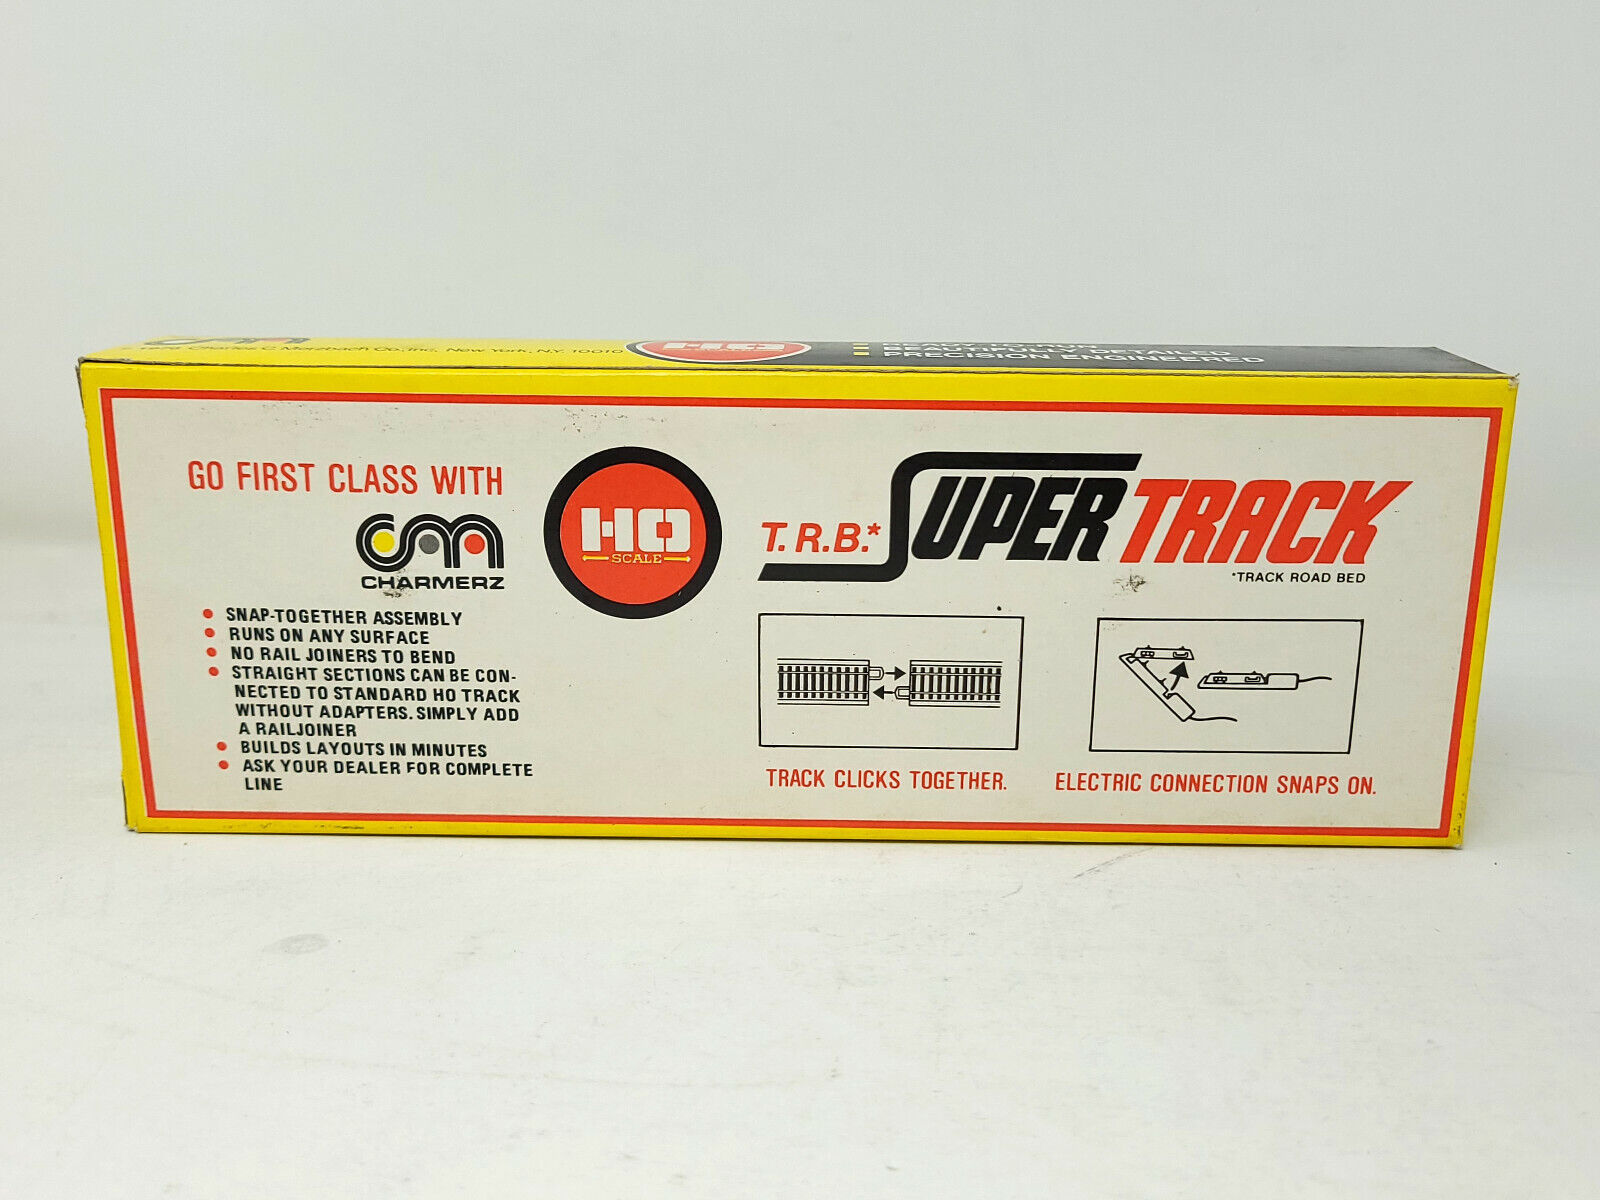 Charles C. Merzbach Co., Inc., New York, N.Y. 10010
HO
BEAUTIFULLY DETAILED
PRECISION ENGINEERED
GO FIRST CLASS WITH
cm
CHARMERZ
• SNAP-TOGETHER ASSEMBLY
• RUNS ON ANY SURFACE
• NO RAIL JOINERS TO BEND
• STRAIGHT SECTIONS CAN BE CON-
NECTED TO STANDARD HO TRACK
WITHOUT ADAPTERS. SIMPLY ADD
A RAILJOINER
• BUILDS LAYOUTS IN MINUTES
• ASK YOUR DEALER FOR COMPLETE
LINE
HO
SCALE
T.R.B.* SUPER TRACK
*TRACK ROAD BED
TRACK CLICKS TOGETHER.
ELECTRIC CONNECTION SNAPS ON.